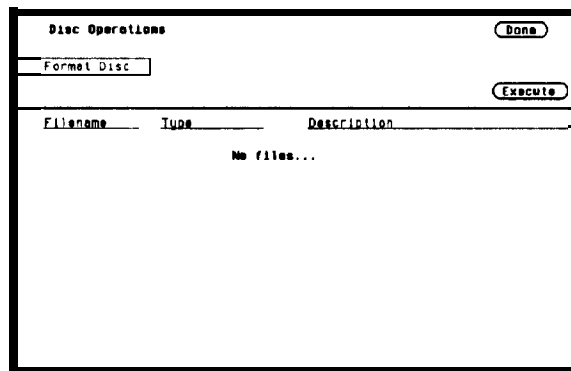 Disc Operations Done
Format Disc
Execute
Filename Type Description
No files...